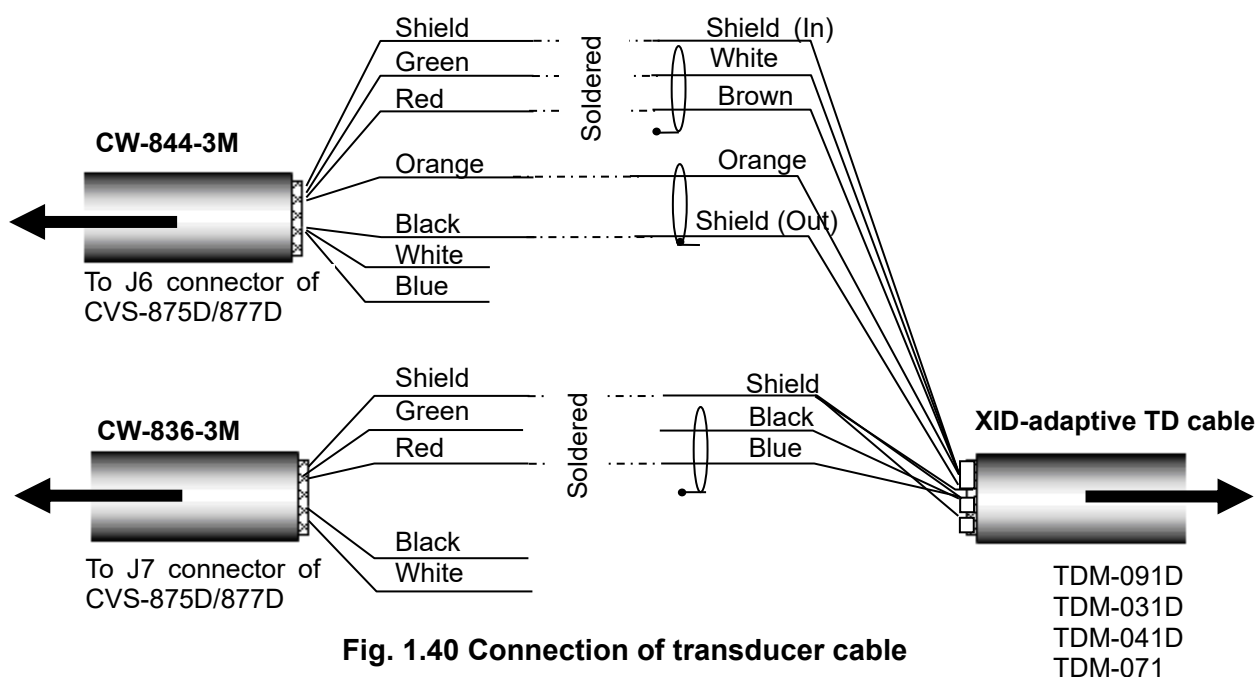 Shield
Green
Red
CW-844-3M
Orange
Black
White
Blue
To J6 connector of
CVS-875D/877D
Soldered
Shield (In)
White
Brown
Orange
Shield (Out)
Shield
Green
Red
CW-836-3M
Black
White
To J7 connector of
CVS-875D/877D
Soldered
Shield
Black
Blue
XID-adaptive TD cable
TDM-091D
TDM-031D
TDM-041D
TDM-071
Fig. 1.40 Connection of transducer cable